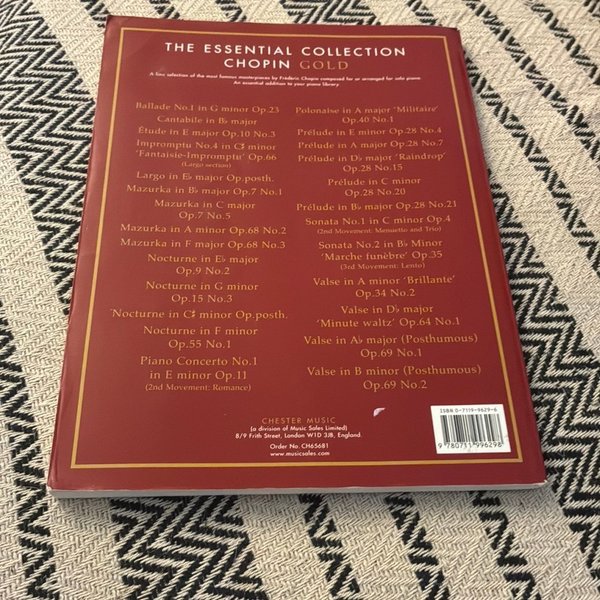 THE ESSENTIAL COLLECTION
CHOPIN GOLD
A fine selection of the most famous masterpieces by Frédéric Chopin composed for or arranged for solo piano.
An essential addition to your piano library
Ballade No.1 in G minor Op.23
Cantabile in B♭ major
Étude in E major Op.10 No.3
Impromptu No.4 in C♯ minor
'Fantaisie-Impromptu' Op.66
(Largo section)
Largo in E♭ major Op.posth.
Mazurka in B♭ major Op.7 No.1
Mazurka in C major
Op.7 No.5
Mazurka in A minor Op.68 No.2
Mazurka in F major Op.68 No.3
Nocturne in E♭ major
Op.9 No.2
Nocturne in G minor
Op.15 No.3
Nocturne in C♯ minor Op.posth.
Nocturne in F minor
Op.55 No.1
Piano Concerto No.1
in E minor Op.11
(2nd Movement: Romance)
Polonaise in A major 'Militaire'
Op.40 No.1
Prélude in E minor Op.28 No.4
Prélude in A major Op.28 No.7
Prélude in D♭ major 'Raindrop'
Op.28 No.15
Prélude in C minor
Op.28 No.20
Prélude in B♭ major Op.28 No.21
Sonata No.1 in C minor Op.4
(2nd Movement: Menuetto and Trio)
Sonata No.2 in B♭ Minor
'Marche funèbre' Op.35
(3rd Movement: Lento)
Valse in A minor 'Brillante'
Op.34 No.2
Valse in D♭ major
'Minute waltz' Op.64 No.1
Valse in A♭ major (Posthumous)
Op.69 No.1
Valse in B minor (Posthumous)
Op.69 No.2
CHESTER MUSIC
(a division of Music Sales Limited)
8/9 Frith Street, London W1D 3JB, England.
Order No. CH65681
www.musicsales.com
ISBN 0-7119-9629-6
9 780711 996298